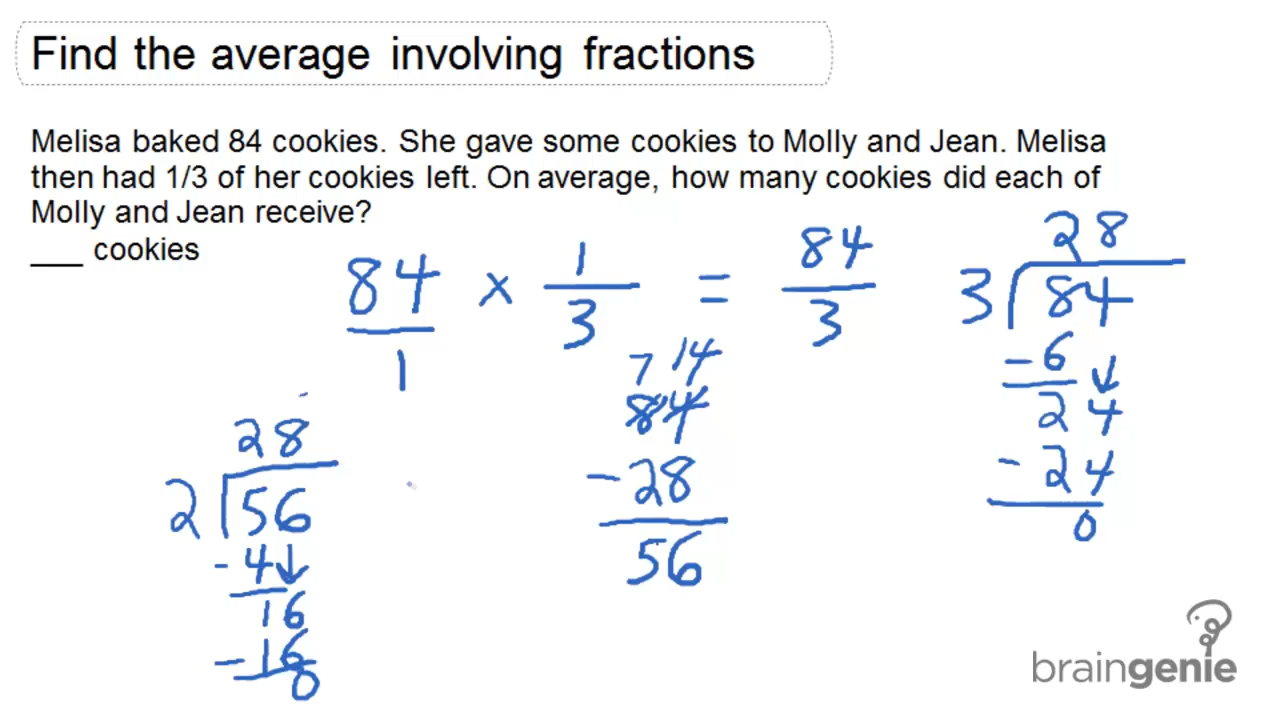 Find the average involving fractions
Melisa baked 84 cookies. She gave some cookies to Molly and Jean. Melisa
then had 1/3 of her cookies left. On average, how many cookies did each of
Molly and Jean receive?
___ cookies
84/1 × 1/3 = 84/3
28
3 84
-6
24
-24
0
7 14
84
-28
56
28
2 56
-4
16
-16
0
braingenie